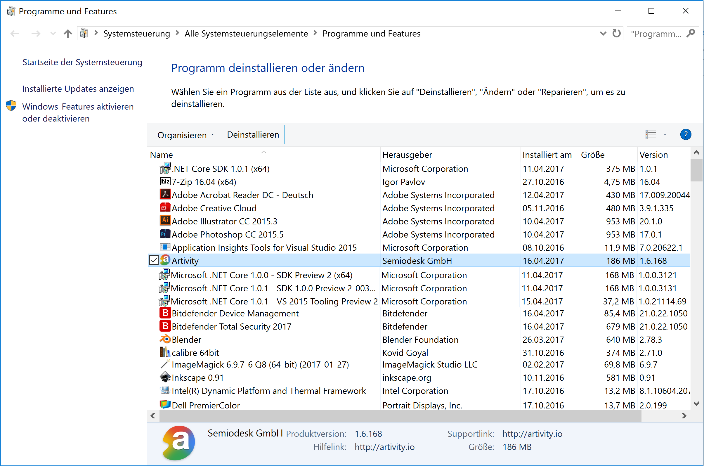 Programme und Features
Systemsteuerung > Alle Systemsteuerungselemente > Programme und Features
"Programm...
Startseite der Systemsteuerung
Installierte Updates anzeigen
Windows Features aktivieren
oder deaktivieren
Programm deinstallieren oder ändern
Wählen Sie ein Programm aus der Liste aus, und klicken Sie auf "Deinstallieren", "Ändern" oder "Reparieren", um es zu
deinstallieren.
Organisieren Deinstallieren
Name Herausgeber Installiert am Größe Version
.NET Core SDK 1.0.1 (x64) Microsoft Corporation 11.04.2017 375 MB 1.0.1
7-Zip 16.04 (x64) Igor Pavlov 27.10.2016 4,75 MB 16.04
Adobe Acrobat Reader DC - Deutsch Adobe Systems Incorporated 12.04.2017 430 MB 17.009.20044
Adobe Creative Cloud Adobe Systems Incorporated 05.11.2016 480 MB 3.9.1.335
Adobe Illustrator CC 2015.3 Adobe Systems Incorporated 10.04.2017 953 MB 20.1.0
Adobe Photoshop CC 2015.5 Adobe Systems Incorporated 10.04.2017 953 MB 17.0.1
Application Insights Tools for Visual Studio 2015 Microsoft Corporation 08.10.2016 11,9 MB 7.0.20622.1
Artivity Semiodesk GmbH 16.04.2017 186 MB 1.6.168
Microsoft .NET Core 1.0.0 - SDK Preview 2 (x64) Microsoft Corporation 11.04.2017 168 MB 1.0.0.3121
Microsoft .NET Core 1.0.1 - SDK 1.0.0 Preview 2-003... Microsoft Corporation 11.04.2017 168 MB 1.0.0.3131
Microsoft .NET Core 1.0.1 - VS 2015 Tooling Preview 2 Microsoft Corporation 15.04.2017 37,2 MB 1.0.21114.69
Bitdefender Device Management Bitdefender 16.04.2017 85,4 MB 21.0.22.1050
Bitdefender Total Security 2017 Bitdefender 16.04.2017 679 MB 21.0.22.1050
Blender Blender Foundation 26.03.2017 640 MB 2.78.3
calibre 64bit Kovid Goyal 31.10.2016 374 MB 2.71.0
ImageMagick 6.9.7-6 Q8 (64-bit) (2017-01-27) ImageMagick Studio LLC 02.02.2017 69,8 MB 6.9.7
Inkscape 0.91 inkscape.org 10.11.2016 581 MB 0.91
Intel(R) Dynamic Platform and Thermal Framework Intel Corporation 17.10.2016 13,2 MB 8.1.10604.20
Dell PremierColor Portrait Displays, Inc. 17.10.2016 13,7 MB 2.0.199
Semiodesk GmbH Produktversion: 1.6.168 Supportlink: http://artivity.io
Hilfelink: http://artivity.io Größe: 186 MB